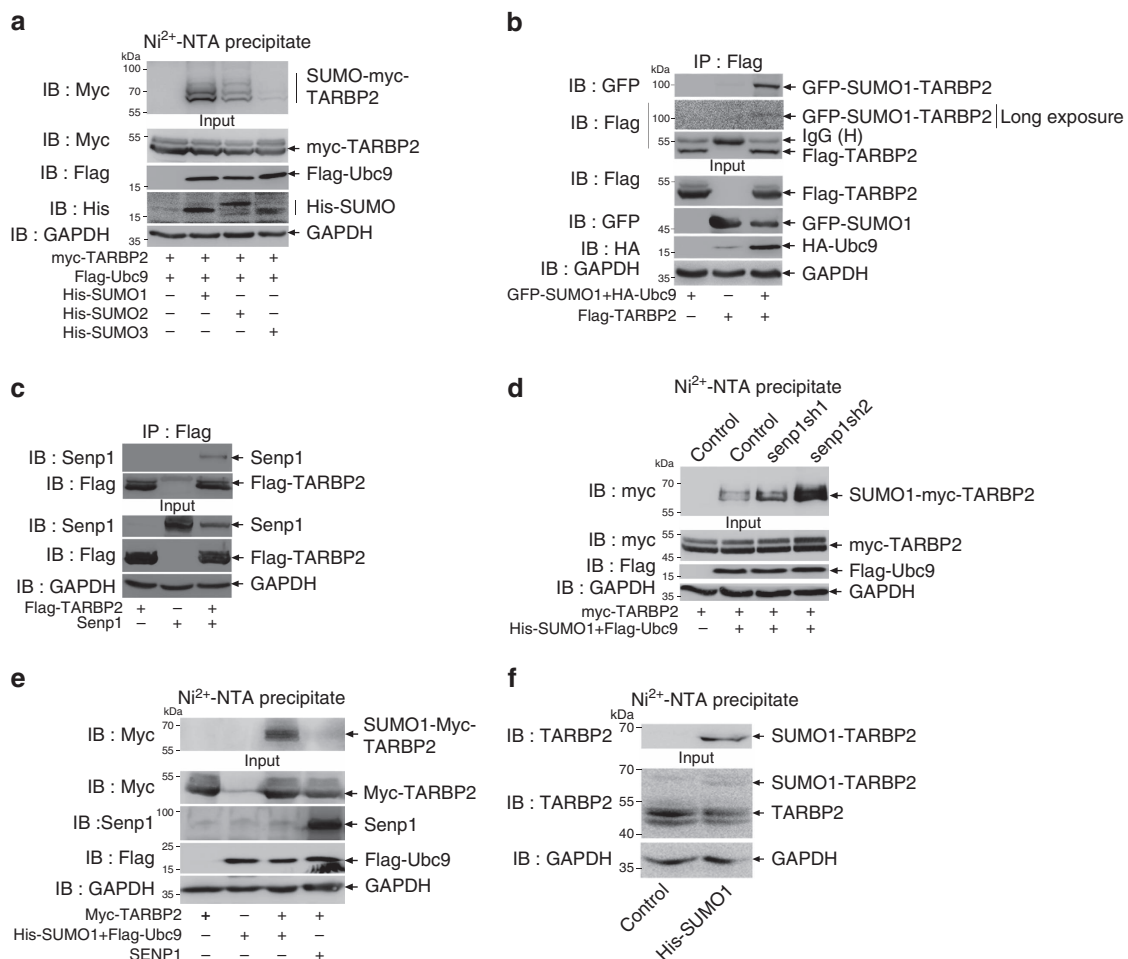 a
Ni2+-NTA precipitate
kDa
IB : Myc
100
70
55
SUMO-myc-
TARBP2
Input
IB : Myc
55
myc-TARBP2
IB : Flag
15
Flag-Ubc9
IB : His
15
His-SUMO
IB : GAPDH
35
GAPDH
myc-TARBP2 + + + +
Flag-Ubc9 + + + +
His-SUMO1 – + – –
His-SUMO2 – – + –
His-SUMO3 – – – +
b
IP : Flag
kDa
IB : GFP
100
GFP-SUMO1-TARBP2
IB : Flag
100
GFP-SUMO1-TARBP2 Long exposure
55
IgG (H)
Flag-TARBP2
Input
IB : Flag
55
Flag-TARBP2
IB : GFP
45
GFP-SUMO1
IB : HA
15
HA-Ubc9
IB : GAPDH
35
GAPDH
GFP-SUMO1+HA-Ubc9 + – +
Flag-TARBP2 – + +
c
IP : Flag
IB : Senp1
Senp1
IB : Flag
Flag-TARBP2
Input
IB : Senp1
Senp1
IB : Flag
Flag-TARBP2
IB : GAPDH
GAPDH
Flag-TARBP2 + – +
Senp1 – + +
d
Ni2+-NTA precipitate
Control
Control
senp1sh1
senp1sh2
kDa
IB : myc
70
55
SUMO1-myc-TARBP2
Input
IB : myc
55
45
myc-TARBP2
IB : Flag
15
Flag-Ubc9
IB : GAPDH
35
GAPDH
myc-TARBP2 + + + +
His-SUMO1+Flag-Ubc9 – + + +
e
Ni2+-NTA precipitate
kDa
IB : Myc
70
55
SUMO1-Myc-
TARBP2
Input
IB : Myc
55
Myc-TARBP2
IB :Senp1
100
Senp1
IB : Flag
25
15
Flag-Ubc9
IB : GAPDH
35
GAPDH
Myc-TARBP2 + – + +
His-SUMO1+Flag-Ubc9 – + + –
SENP1 – – – +
f
Ni2+-NTA precipitate
kDa
IB : TARBP2
70
SUMO1-TARBP2
Input
IB : TARBP2
70
55
40
SUMO1-TARBP2
TARBP2
IB : GAPDH
35
GAPDH
Control
His-SUMO1